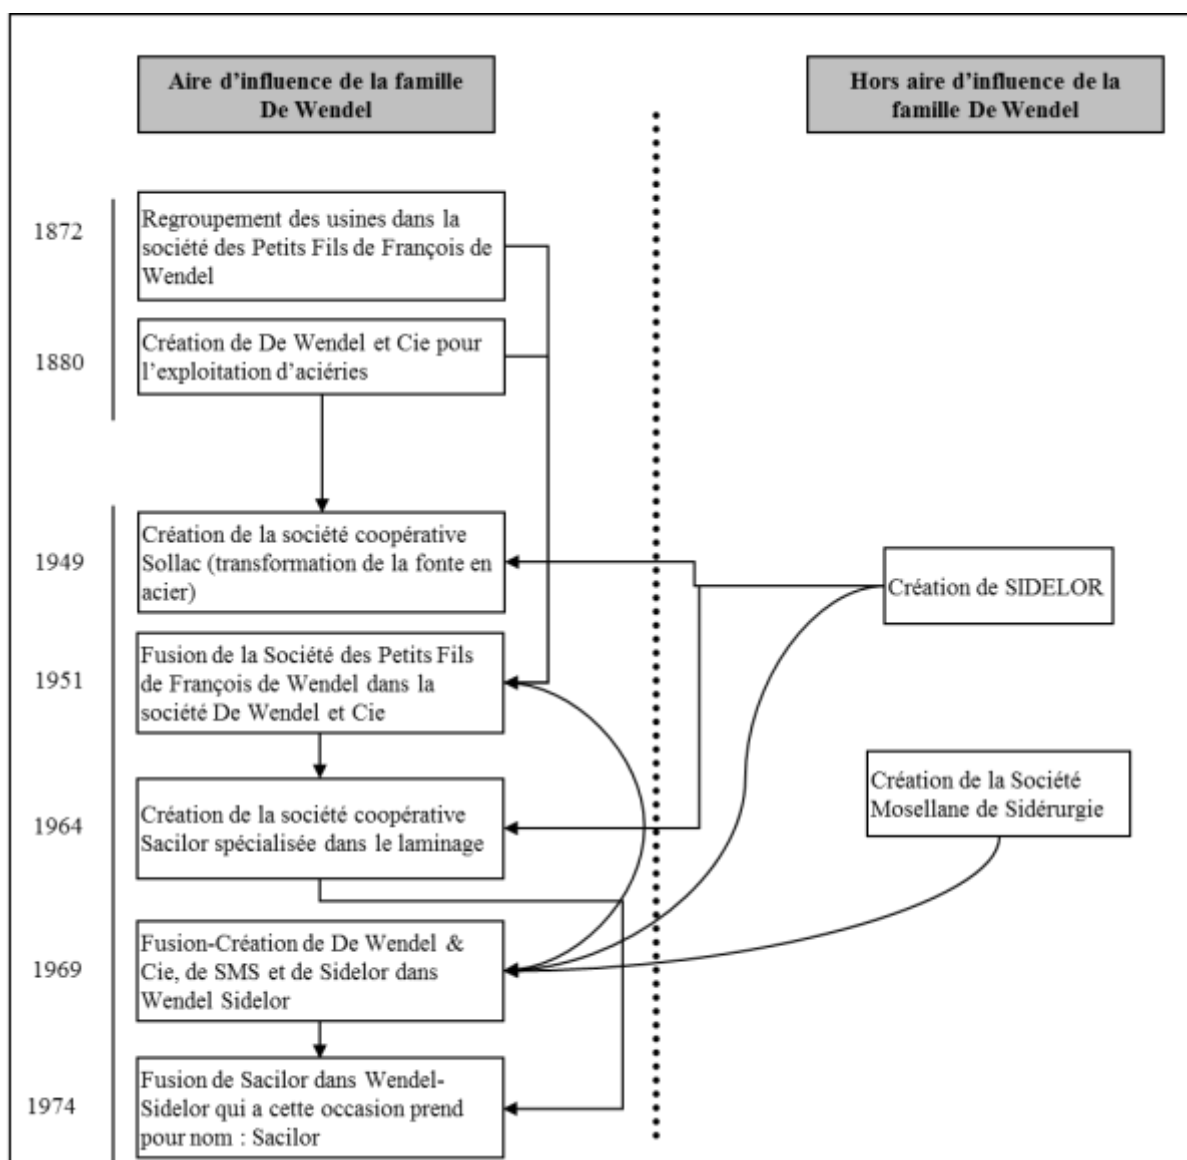 Aire d'influence de la famille
De Wendel
Hors aire d'influence de la
famille De Wendel
1872
Regroupement des usines dans la
société des Petits Fils de François de
Wendel
1880
Création de De Wendel et Cie pour
l'exploitation d'aciéries
1949
Création de la société coopérative
Sollac (transformation de la fonte en
acier)
Création de SIDELOR
1951
Fusion de la Société des Petits Fils
de François de Wendel dans la
société De Wendel et Cie
1964
Création de la société coopérative
Sacilor spécialisée dans le laminage
Création de la Société
Mosellane de Sidérurgie
1969
Fusion-Création de De Wendel &
Cie, de SMS et de Sidelor dans
Wendel Sidelor
1974
Fusion de Sacilor dans Wendel-
Sidelor qui a cette occasion prend
pour nom : Sacilor